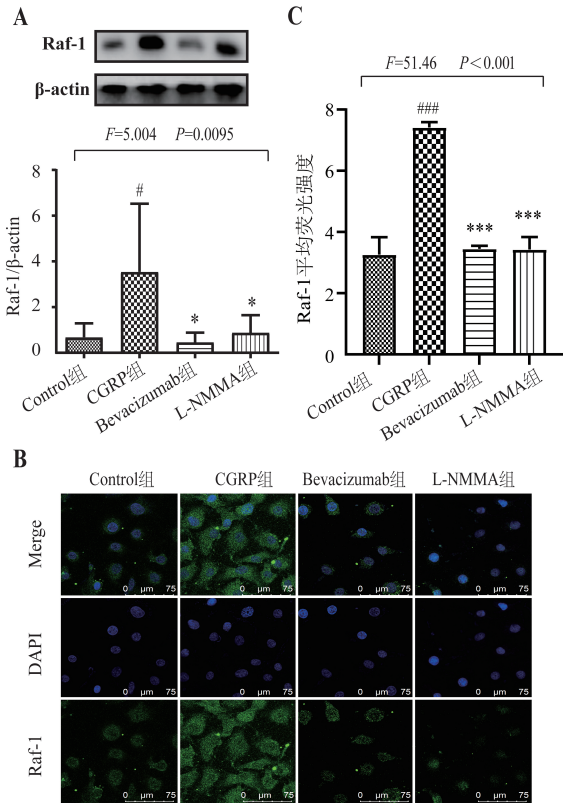 A
Raf-1
β-actin
F=5.004 P=0.0095
Raf-1/β-actin
8
6
4
2
0
Control组
CGRP组
Bevacizumab组
L-NMMA组
#
*
*
C
F=51.46 P<0.001
Raf-1平均荧光强度
8
6
4
2
0
Control组
CGRP组
Bevacizumab组
L-NMMA组
###
***
***
B
Control组 CGRP组 Bevacizumab组 L-NMMA组
Merge
0 µm 75 0 µm 75 0 µm 75 0 µm 75
DAPI
0 µm 75 0 µm 75 0 µm 75 0 µm 75
Raf-1
0 µm 75 0 µm 75 0 µm 75 0 µm 75